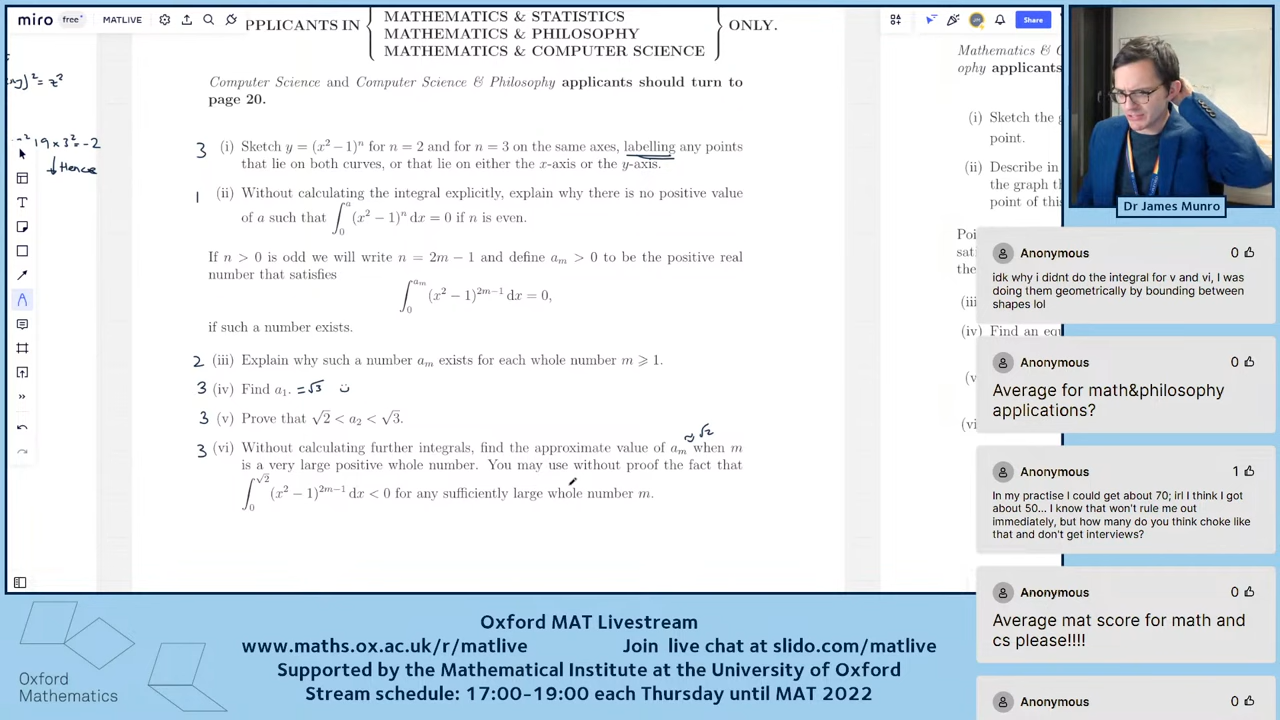 miro free MATLIVE
Share
PPLICANTS IN { MATHEMATICS & STATISTICS
MATHEMATICS & PHILOSOPHY
MATHEMATICS & COMPUTER SCIENCE } ONLY.
Computer Science and Computer Science & Philosophy applicants should turn to
page 20.
3 (i) Sketch y = (x² − 1)ⁿ for n = 2 and for n = 3 on the same axes, labelling any points
that lie on both curves, or that lie on either the x-axis or the y-axis.
1 (ii) Without calculating the integral explicitly, explain why there is no positive value
of a such that ∫₀ᵃ (x² − 1)ⁿ dx = 0 if n is even.
If n > 0 is odd we will write n = 2m − 1 and define aₘ > 0 to be the positive real
number that satisfies
∫₀^{aₘ} (x² − 1)^{2m−1} dx = 0,
if such a number exists.
2 (iii) Explain why such a number aₘ exists for each whole number m ⩾ 1.
3 (iv) Find a₁. = √3
3 (v) Prove that √2 < a₂ < √3.
≈ √2
3 (vi) Without calculating further integrals, find the approximate value of aₘ when m
is a very large positive whole number. You may use without proof the fact that
∫₀^{√2} (x² − 1)^{2m−1} dx < 0 for any sufficiently large whole number m.
)² = z²
19 × 3² = -2
↓ Hence
Mathematics & C
ophy applicants
(i) Sketch the g
point.
(ii) Describe in
the graph t
point of this
Poi
sat
the
(iii
(iv) Find an equ
(v
(vi
Dr James Munro
Anonymous 0
idk why i didnt do the integral for v and vi, I was
doing them geometrically by bounding between
shapes lol
Anonymous 0
Average for math&philosophy
applications?
Anonymous 1
In my practise I could get about 70; irl I think I got
about 50... I know that won't rule me out
immediately, but how many do you think choke like
that and don't get interviews?
Anonymous 0
Average mat score for math and
cs please!!!!
Anonymous 0
Oxford
Mathematics
Oxford MAT Livestream
www.maths.ox.ac.uk/r/matlive Join live chat at slido.com/matlive
Supported by the Mathematical Institute at the University of Oxford
Stream schedule: 17:00-19:00 each Thursday until MAT 2022